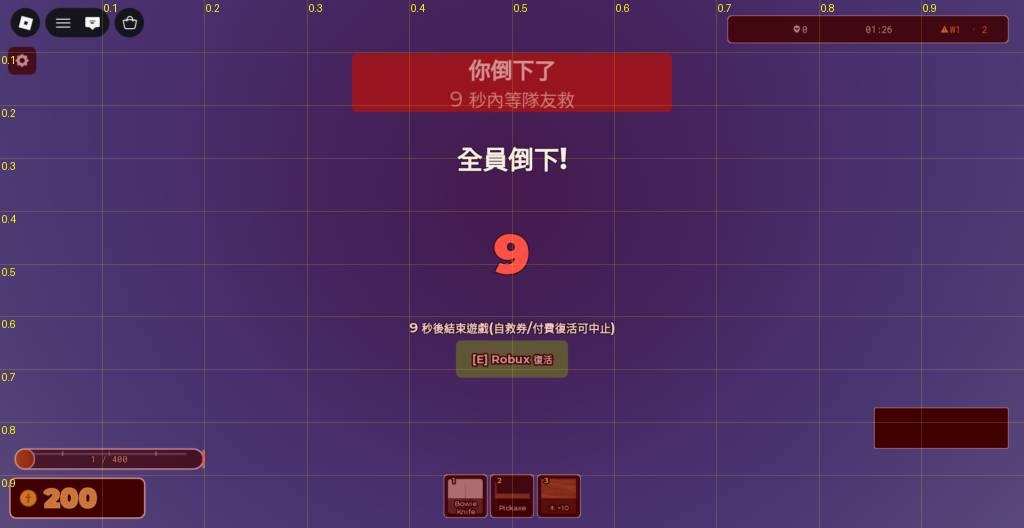 0.1 0.2 0.3 0.4 0.5 0.6 0.7 0.8 0.9
0 01:26 W1 · 2
0.1
你倒下了
9 秒內等隊友救
0.2
全員倒下!
0.3
0.4
9
0.5
0.6
9 秒後結束遊戲(自救券/付費復活可中止)
[E] Robux 復活
0.7
0.8
1 / 400
0.9
200
1 Bowie Knife
2 Pickaxe
3 ×10